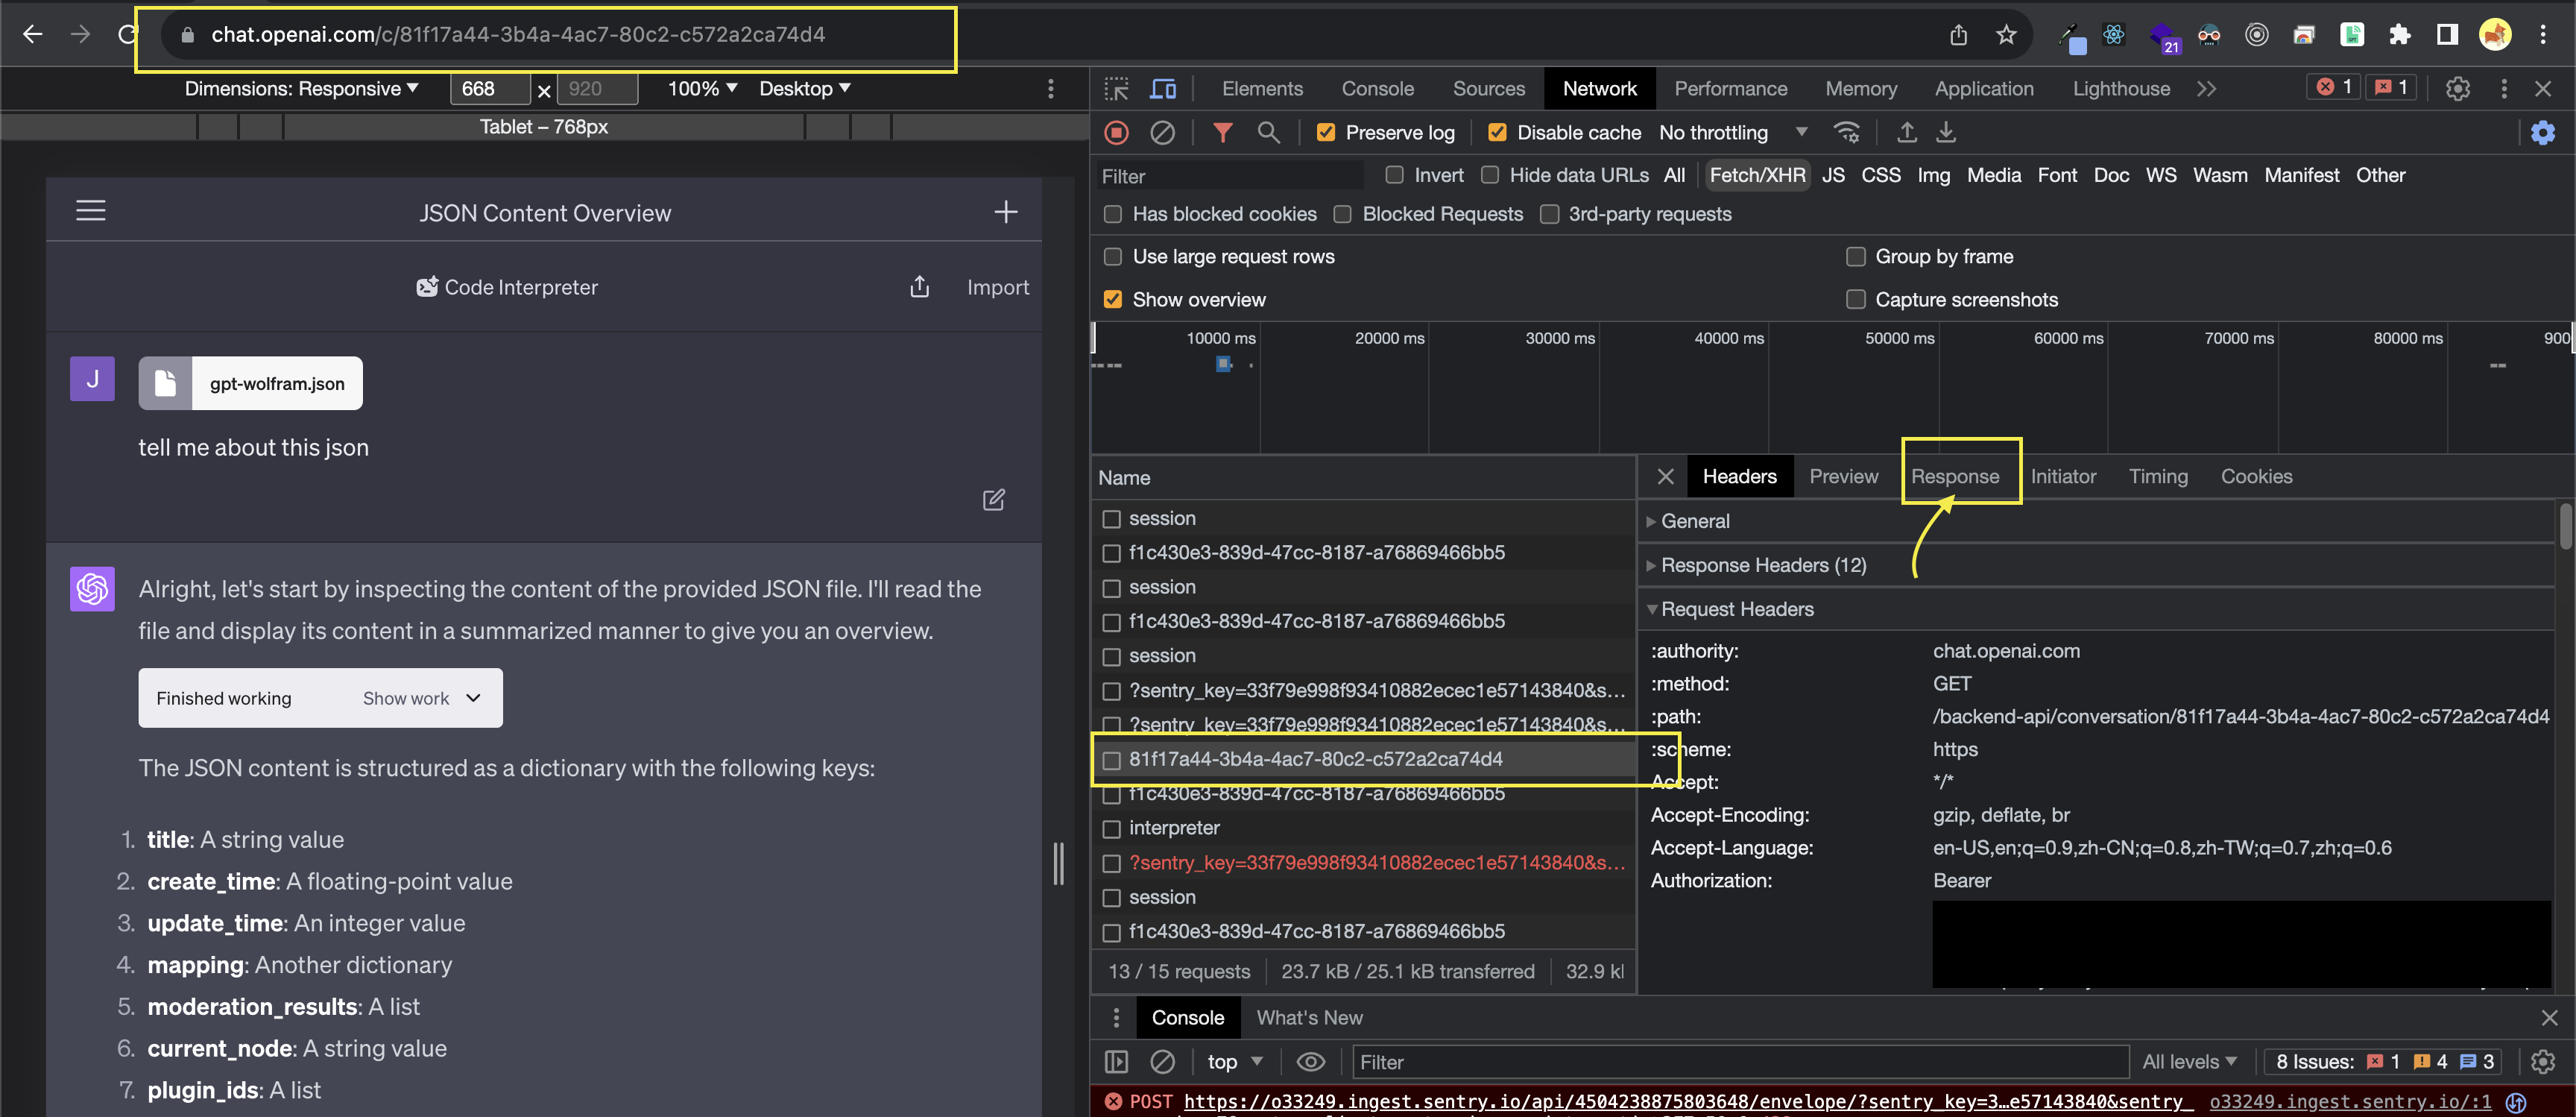 chat.openai.com/c/81f17a44-3b4a-4ac7-80c2-c572a2ca74d4
21
Dimensions: Responsive
668 × 920
100%
Desktop
Tablet – 768px
JSON Content Overview
Code Interpreter
Import
J
gpt-wolfram.json
tell me about this json
Alright, let's start by inspecting the content of the provided JSON file. I'll read the
file and display its content in a summarized manner to give you an overview.
Finished working Show work
The JSON content is structured as a dictionary with the following keys:
1. title: A string value
2. create_time: A floating-point value
3. update_time: An integer value
4. mapping: Another dictionary
5. moderation_results: A list
6. current_node: A string value
7. plugin_ids: A list
Elements Console Sources Network Performance Memory Application Lighthouse 1 1
Preserve log Disable cache No throttling
Filter Invert Hide data URLs All Fetch/XHR JS CSS Img Media Font Doc WS Wasm Manifest Other
Has blocked cookies Blocked Requests 3rd-party requests
Use large request rows Group by frame
Show overview Capture screenshots
10000 ms 20000 ms 30000 ms 40000 ms 50000 ms 60000 ms 70000 ms 80000 ms 900
Name
session
f1c430e3-839d-47cc-8187-a76869466bb5
session
f1c430e3-839d-47cc-8187-a76869466bb5
session
?sentry_key=33f79e998f93410882ecec1e57143840&s...
?sentry_key=33f79e998f93410882ecec1e57143840&s...
81f17a44-3b4a-4ac7-80c2-c572a2ca74d4
f1c430e3-839d-47cc-8187-a76869466bb5
interpreter
?sentry_key=33f79e998f93410882ecec1e57143840&s...
session
f1c430e3-839d-47cc-8187-a76869466bb5
13 / 15 requests 23.7 kB / 25.1 kB transferred 32.9 k
Headers Preview Response Initiator Timing Cookies
General
Response Headers (12)
Request Headers
:authority: chat.openai.com
:method: GET
:path: /backend-api/conversation/81f17a44-3b4a-4ac7-80c2-c572a2ca74d4
:scheme: https
Accept: */*
Accept-Encoding: gzip, deflate, br
Accept-Language: en-US,en;q=0.9,zh-CN;q=0.8,zh-TW;q=0.7,zh;q=0.6
Authorization: Bearer
Console What's New
top Filter All levels 8 Issues: 1 4 3
POST https://o33249.ingest.sentry.io/api/4504238875803648/envelope/?sentry_key=3…e57143840&sentry_ o33249.ingest.sentry.io/:1